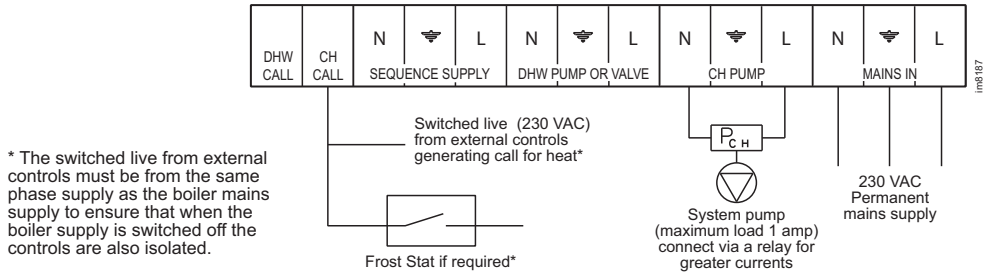 DHW CALL
CH CALL
N L
SEQUENCE SUPPLY
N L
DHW PUMP OR VALVE
N L
CH PUMP
N L
MAINS IN
im8187
* The switched live from external
controls must be from the same
phase supply as the boiler mains
supply to ensure that when the
boiler supply is switched off the
controls are also isolated.
Switched live (230 VAC)
from external controls
generating call for heat*
Frost Stat if required*
PCH
System pump
(maximum load 1 amp)
connect via a relay for
greater currents
230 VAC
Permanent
mains supply